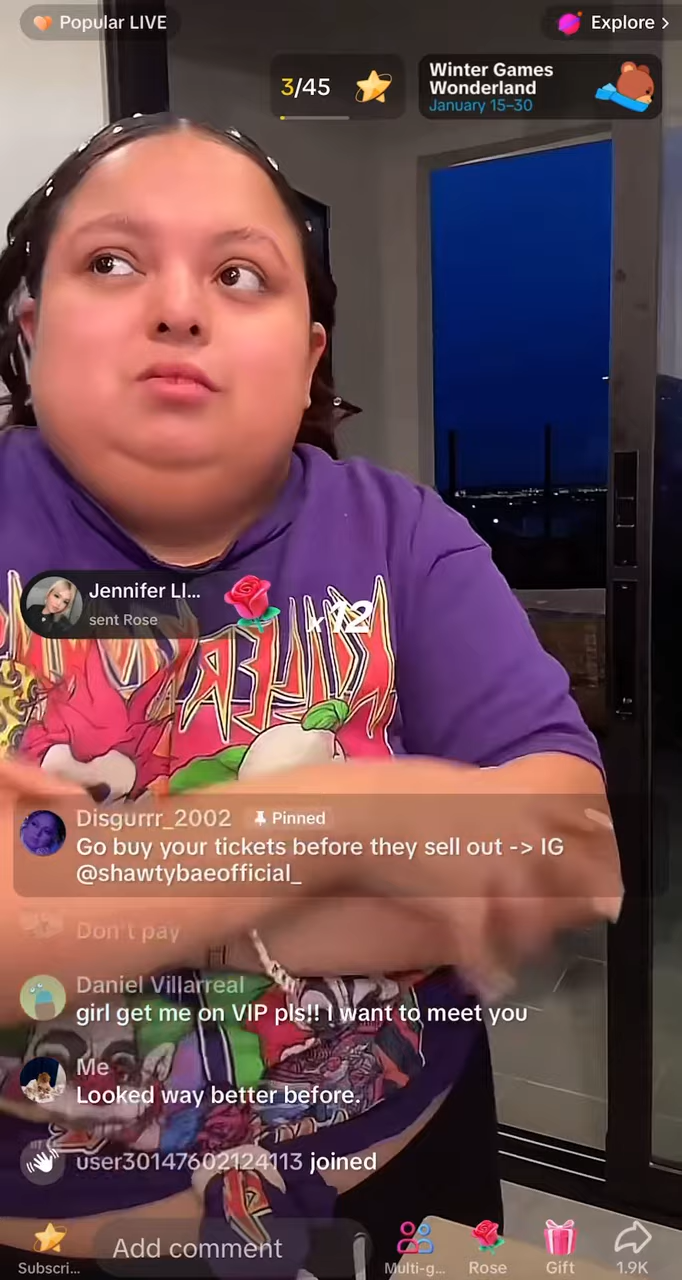 Popular LIVE
Explore >
3/45
Winter Games
Wonderland
January 15–30
Jennifer Ll...
sent Rose
x12
Disgurrr_2002 Pinned
Go buy your tickets before they sell out -> IG
@shawtybaeofficial_
Don't pay
Daniel Villarreal
girl get me on VIP pls!! I want to meet you
Me
Looked way better before.
user30147602124113 joined
Add comment
Subscri...
Multi-g...
Rose
Gift
1.9K